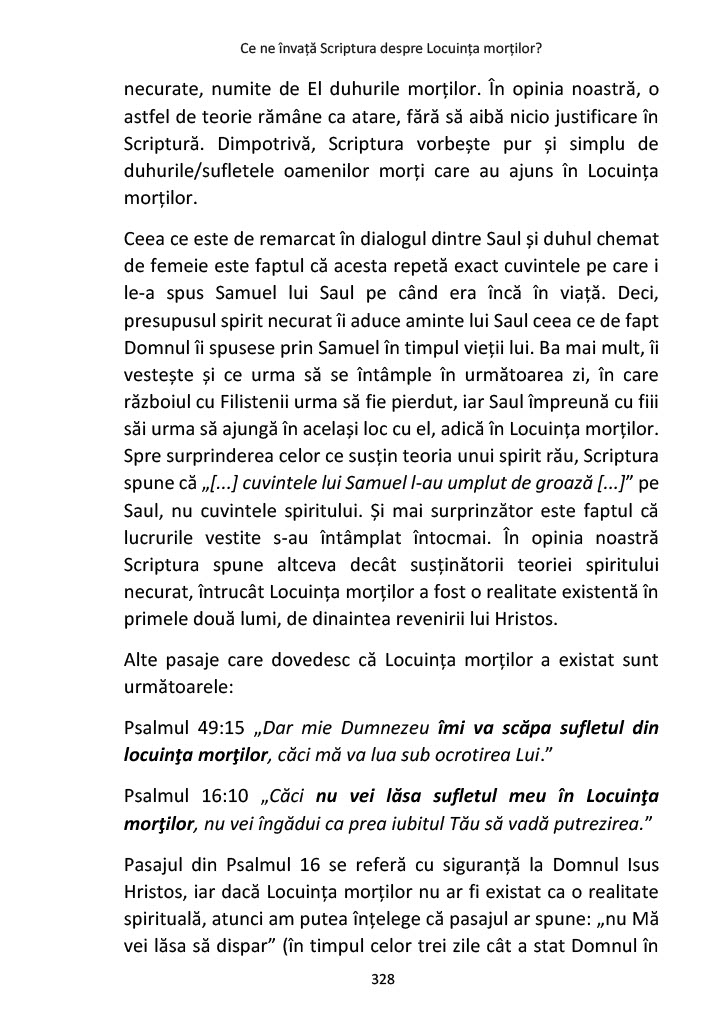 Ce ne învață Scriptura despre Locuința morților?
necurate, numite de El duhurile morților. În opinia noastră, o
astfel de teorie rămâne ca atare, fără să aibă nicio justificare în
Scriptură. Dimpotrivă, Scriptura vorbește pur și simplu de
duhurile/sufletele oamenilor morți care au ajuns în Locuința
morților.
Ceea ce este de remarcat în dialogul dintre Saul și duhul chemat
de femeie este faptul că acesta repetă exact cuvintele pe care i
le-a spus Samuel lui Saul pe când era încă în viață. Deci,
presupusul spirit necurat îi aduce aminte lui Saul ceea ce de fapt
Domnul îi spusese prin Samuel în timpul vieții lui. Ba mai mult, îi
vestește și ce urma să se întâmple în următoarea zi, în care
războiul cu Filistenii urma să fie pierdut, iar Saul împreună cu fiii
săi urma să ajungă în același loc cu el, adică în Locuința morților.
Spre surprinderea celor ce susțin teoria unui spirit rău, Scriptura
spune că „[...] cuvintele lui Samuel l-au umplut de groază [...]” pe
Saul, nu cuvintele spiritului. Și mai surprinzător este faptul că
lucrurile vestite s-au întâmplat întocmai. În opinia noastră
Scriptura spune altceva decât susținătorii teoriei spiritului
necurat, întrucât Locuința morților a fost o realitate existentă în
primele două lumi, de dinaintea revenirii lui Hristos.
Alte pasaje care dovedesc că Locuința morților a existat sunt
următoarele:
Psalmul 49:15 „Dar mie Dumnezeu îmi va scăpa sufletul din
locuinţa morţilor, căci mă va lua sub ocrotirea Lui.”
Psalmul 16:10 „Căci nu vei lăsa sufletul meu în Locuinţa
morţilor, nu vei îngădui ca prea iubitul Tău să vadă putrezirea.”
Pasajul din Psalmul 16 se referă cu siguranță la Domnul Isus
Hristos, iar dacă Locuința morților nu ar fi existat ca o realitate
spirituală, atunci am putea înțelege că pasajul ar spune: „nu Mă
vei lăsa să dispar” (în timpul celor trei zile cât a stat Domnul în
328